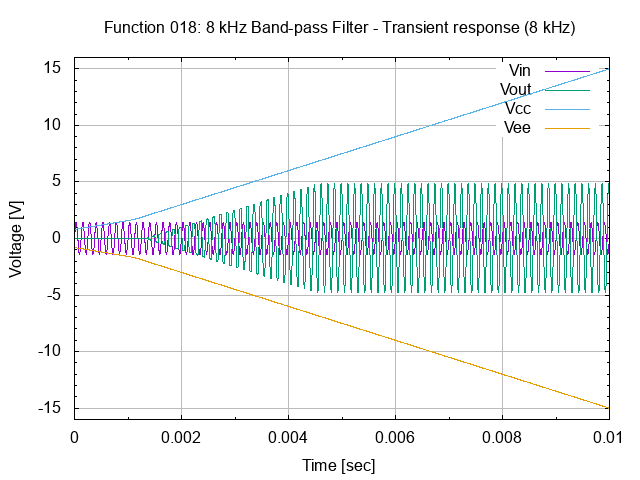 Function 018: 8 kHz Band-pass Filter - Transient response (8 kHz)
Vin
Vout
Vcc
Vee
15
10
5
0
-5
-10
-15
Voltage [V]
0 0.002 0.004 0.006 0.008 0.01
Time [sec]